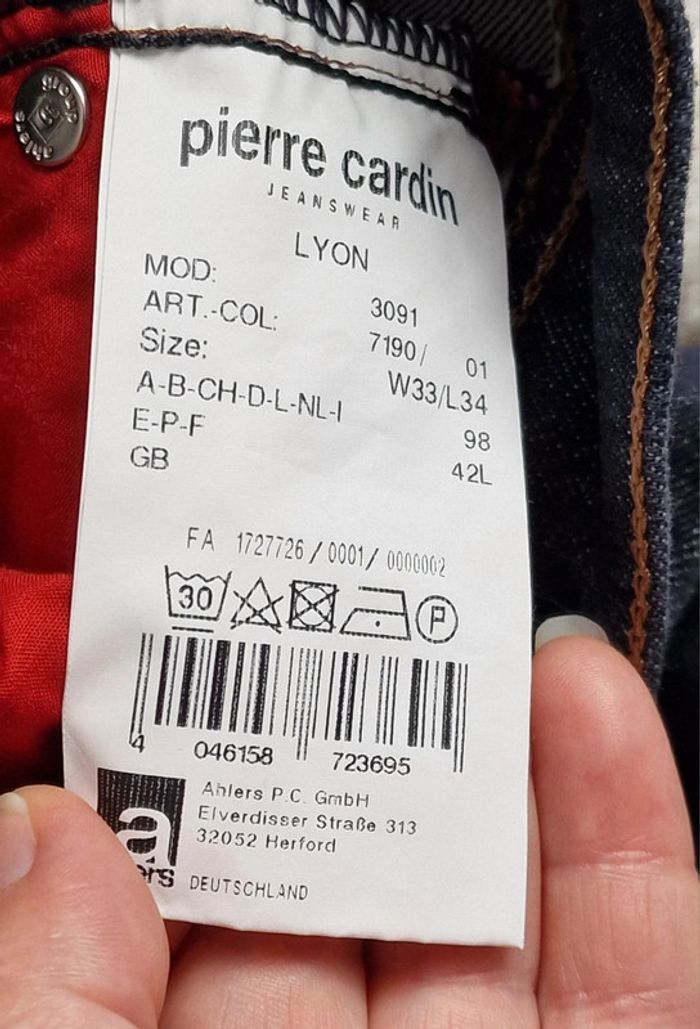 pierre cardin
JEANSWEAR
LYON
MOD: 3091
ART.-COL: 7190/ 01
Size: W33/L34
A-B-CH-D-L-NL-I 98
E-P-F 42L
GB
FA 1727726/0001/0000002
30
P
4 046158 723695
Ahlers P.C. GmbH
Elverdisser Straße 313
32052 Herford
a
DEUTSCHLAND